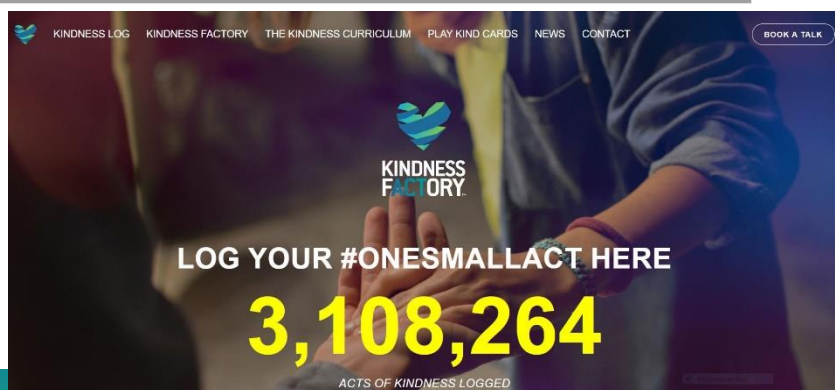 KINDNESS LOG KINDNESS FACTORY THE KINDNESS CURRICULUM PLAY KIND CARDS NEWS CONTACT BOOK A TALK
KINDNESS
FACTORY
LOG YOUR #ONESMALLACT HERE
3,108,264
ACTS OF KINDNESS LOGGED